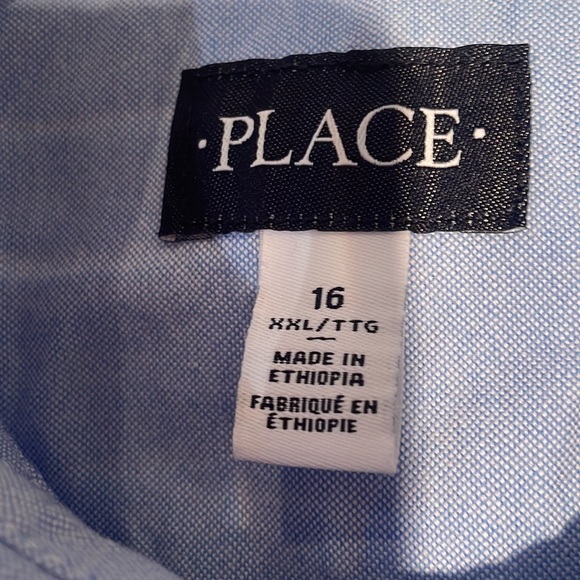 ·PLACE·
16
XXL/TTG
MADE IN
ETHIOPIA
FABRIQUÉ EN
ÉTHIOPIE